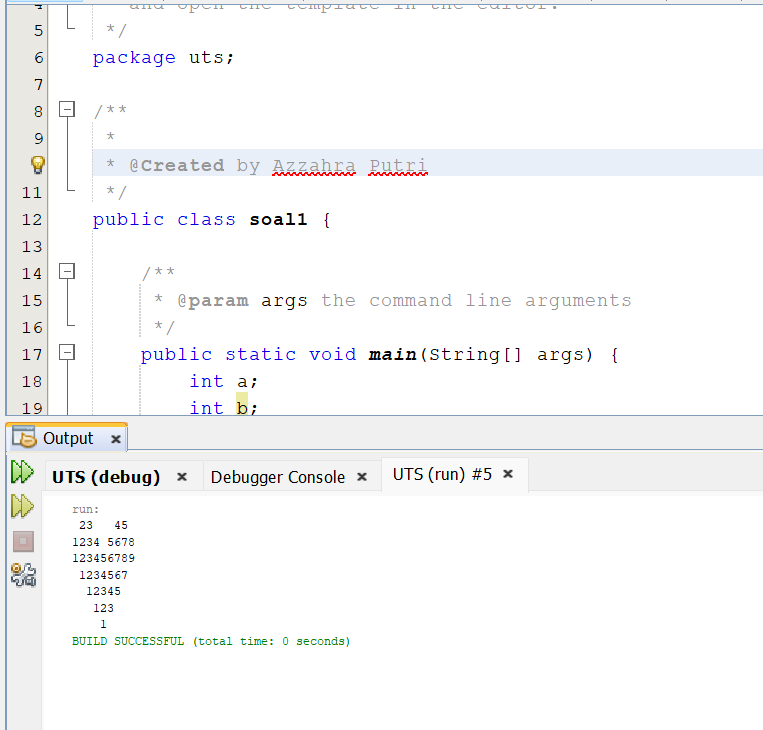 4 and open the template in the editor.
5 */
6 package uts;
7
8 /**
9 *
* @Created by Azzahra Putri
11 */
12 public class soal1 {
13
14 /**
15 * @param args the command line arguments
16 */
17 public static void main(String[] args) {
18 int a;
19 int b;
Output ×
UTS (debug) × Debugger Console × UTS (run) #5 ×
run:
 23   45
1234 5678
123456789
 1234567
  12345
   123
    1
BUILD SUCCESSFUL (total time: 0 seconds)